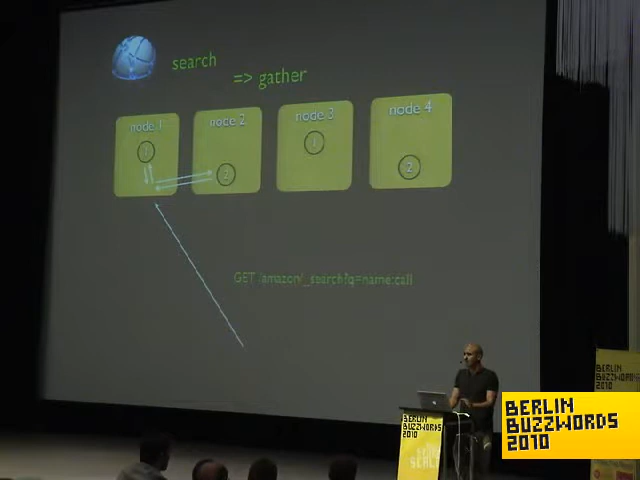 search
=> gather
node 1
node 2
node 3
node 4
1
2
1
2
GET /amazon/_search?q=name:call
BERLIN
BUZZWORDS
2010
BERLIN
BUZZWORDS
2010
BERLIN
BUZZWORDS
2010